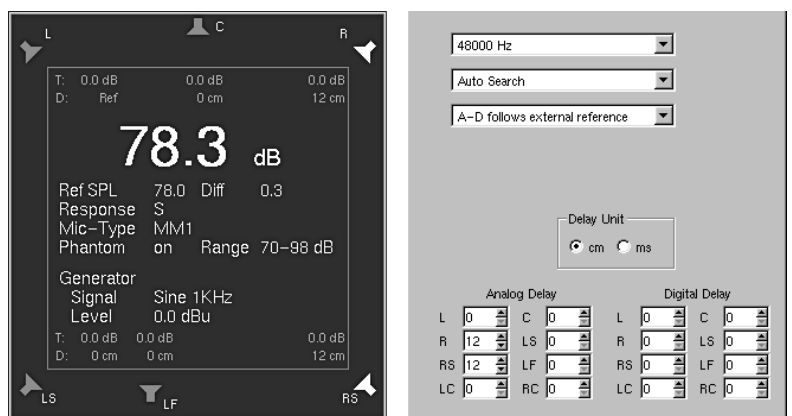 L C R
T: 0.0 dB 0.0 dB 0.0 dB
D: Ref 0 cm 12 cm
78.3 dB
Ref SPL 78.0 Diff 0.3
Response S
Mic-Type MM1
Phantom on Range 70-98 dB
Generator
Signal Sine 1KHz
Level 0.0 dBu
T: 0.0 dB 0.0 dB 0.0 dB
D: 0 cm 0 cm 12 cm
LS LF RS
48000 Hz
Auto Search
A-D follows external reference
Delay Unit
cm ms
Analog Delay Digital Delay
L 0 C 0 L 0 C 0
R 12 LS 0 R 0 LS 0
RS 12 LF 0 RS 0 LF 0
LC 0 RC 0 LC 0 RC 0